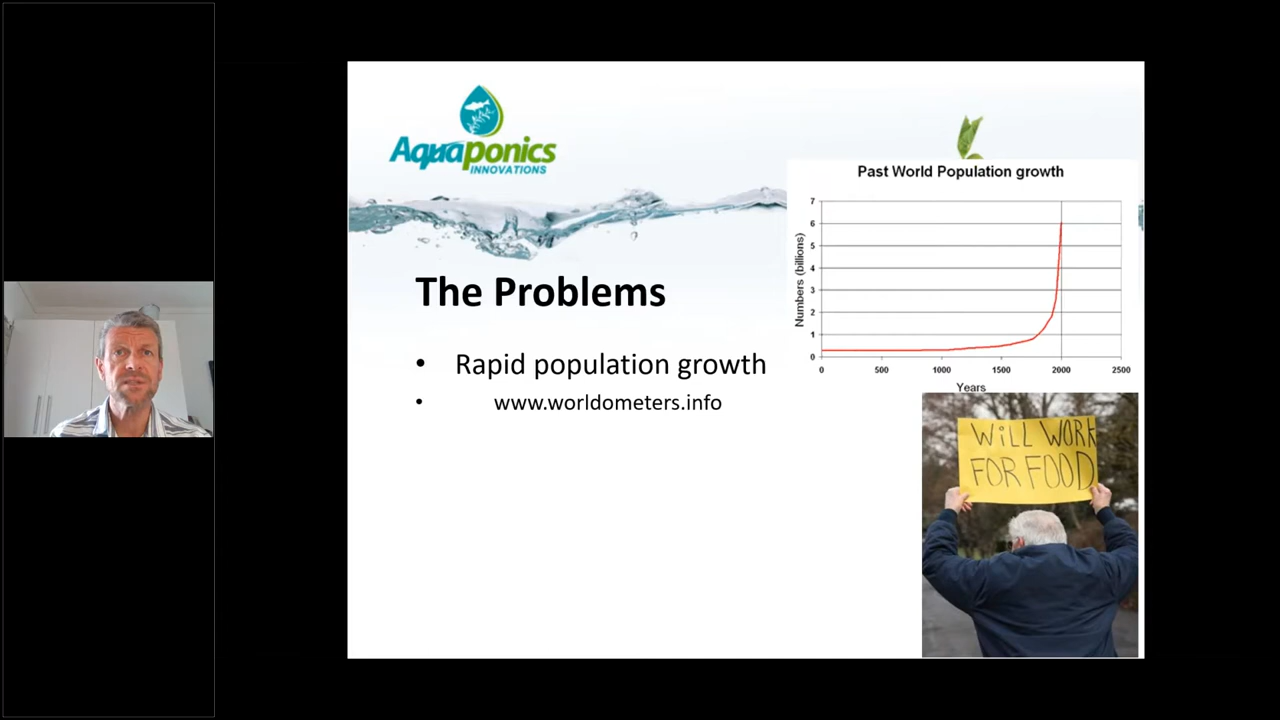 Aquaponics
INNOVATIONS
Past World Population growth
7
6
5
4
3
2
1
0
Numbers (billions)
0 500 1000 1500 2000 2500
Years
The Problems
• Rapid population growth
• www.worldometers.info
WiLL WORK
FOR FOOD